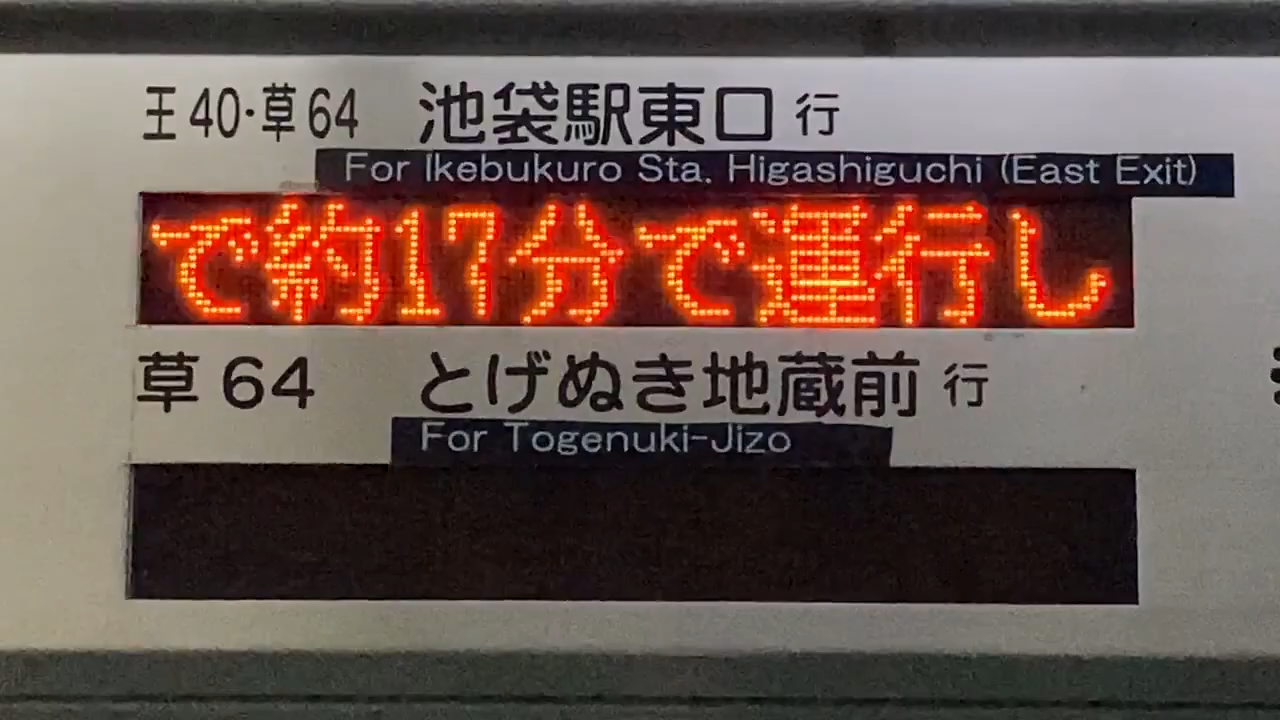 王40·草64 池袋駅東口 行
For Ikebukuro Sta. Higashiguchi (East Exit)
で約17分で運行し
草64 とげぬき地蔵前 行
For Togenuki-Jizo